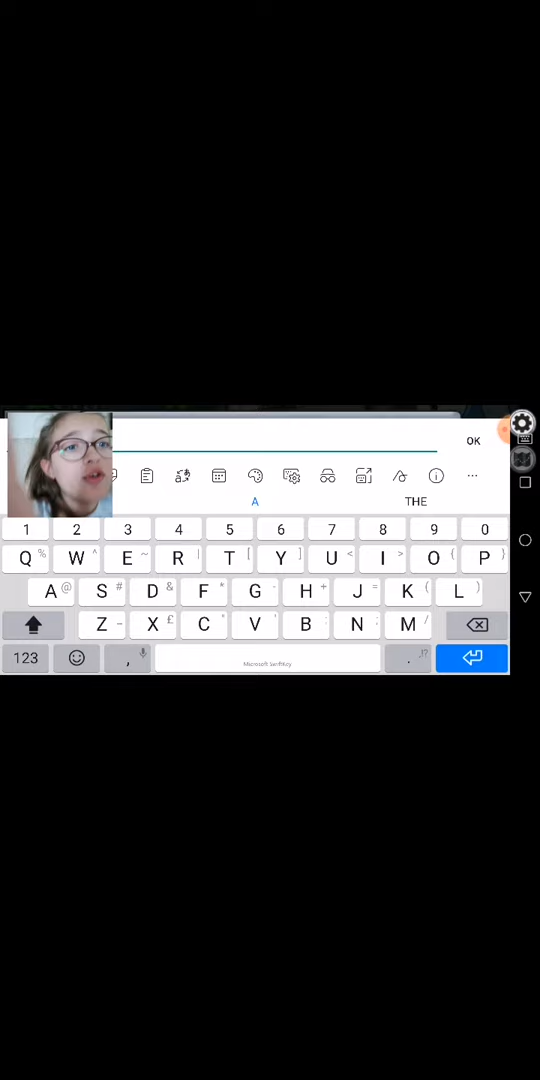 OK
A THE
1 2 3 4 5 6 7 8 9 0
Q % W ^ E ~ R | T [ Y ] U < I > O { P }
A @ S # D & F * G - H + J = K ( L )
Z _ X £ C " V ' B : N ; M /
123 , Microsoft SwiftKey . ,!?